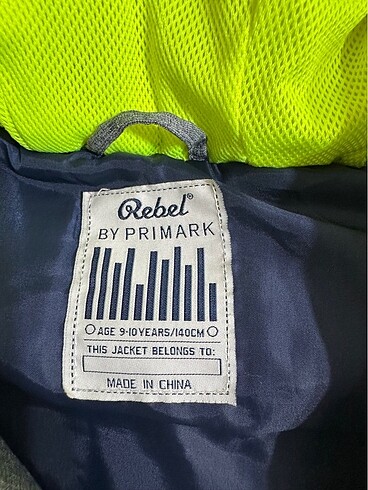 Rebel®
BY PRIMARK
AGE 9-10 YEARS/140CM
THIS JACKET BELONGS TO:
MADE IN CHINA